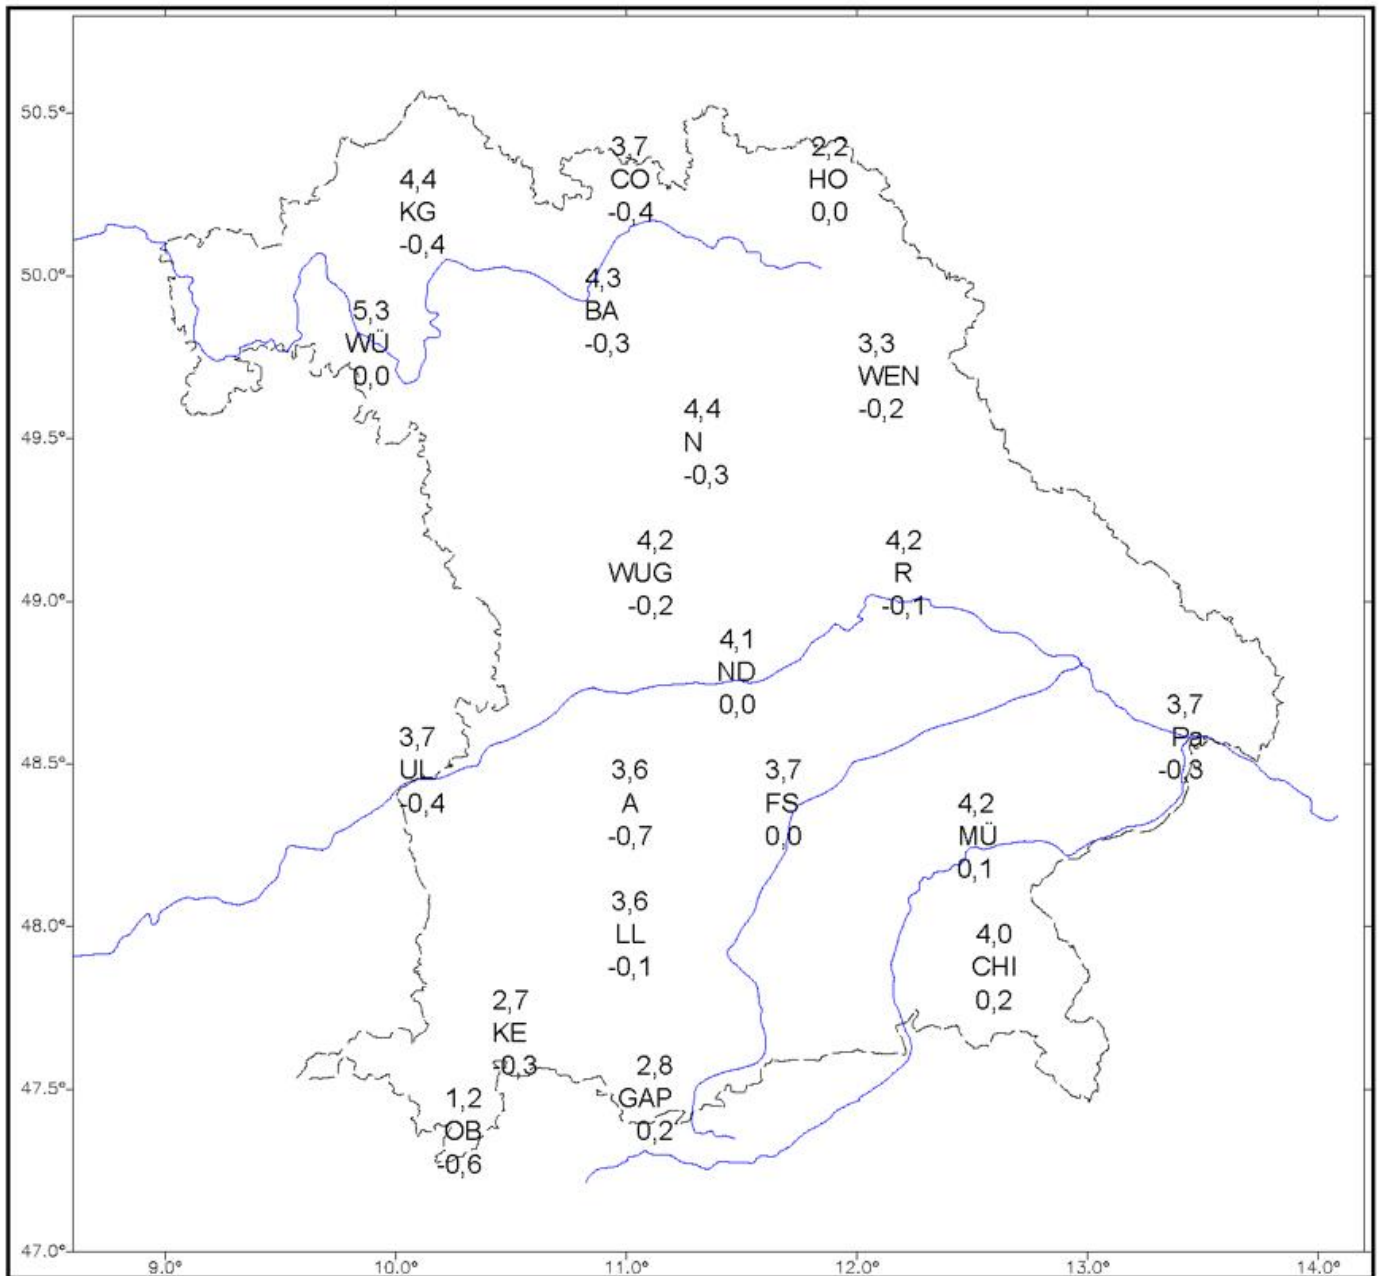 50.5°
3,7
CO
-0,4
2,2
HO
0,0
4,4
KG
-0,4
50.0°
4,3
BA
-0,3
5,3
WÜ
0,0
3,3
WEN
-0,2
49.5°
4,4
N
-0,3
4,2
WUG
-0,2
4,2
R
-0,1
49.0°
4,1
ND
0,0
3,7
Pa
-0,3
3,7
UL
-0,4
48.5°
3,6
A
-0,7
3,7
FS
0,0
4,2
MÜ
0,1
3,6
LL
-0,1
48.0°
4,0
CHI
0,2
2,7
KE
-0,3
2,8
GAP
0,2
47.5°
1,2
OB
-0,6
47.0°
9.0° 10.0° 11.0° 12.0° 13.0° 14.0°